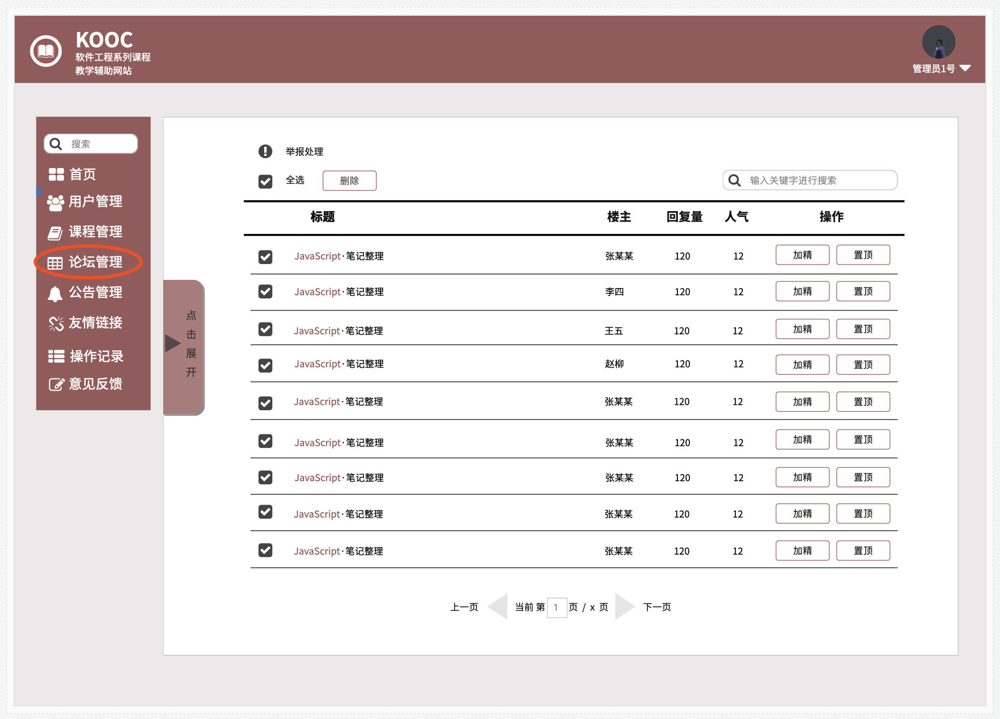 KOOC
软件工程系列课程
教学辅助网站
管理员1号
搜索
首页
用户管理
课程管理
论坛管理
公告管理
友情链接
操作记录
意见反馈
点
击
展
开
举报处理
全选 删除 输入关键字进行搜索
标题 楼主 回复量 人气 操作
JavaScript·笔记整理 张某某 120 12 加精 置顶
JavaScript·笔记整理 李四 120 12 加精 置顶
JavaScript·笔记整理 王五 120 12 加精 置顶
JavaScript·笔记整理 赵柳 120 12 加精 置顶
JavaScript·笔记整理 张某某 120 12 加精 置顶
JavaScript·笔记整理 张某某 120 12 加精 置顶
JavaScript·笔记整理 张某某 120 12 加精 置顶
JavaScript·笔记整理 张某某 120 12 加精 置顶
JavaScript·笔记整理 张某某 120 12 加精 置顶
上一页 当前 第 1 页 / x 页 下一页